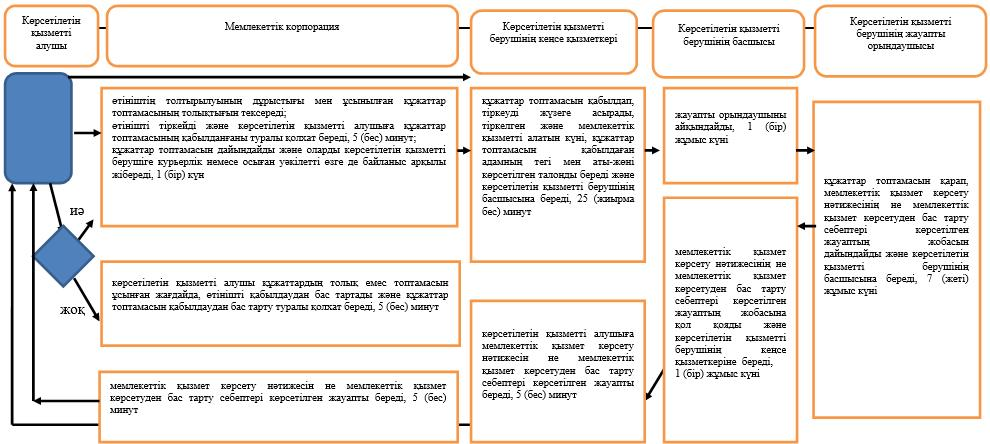 Көрсетілетін
қызметті
алушы
Мемлекеттік корпорация
Көрсетілетін қызметті
берушінің кеңсе қызметкері
Көрсетілетін қызметті
берушінің басшысы
Көрсетілетін қызметті
берушінің жауапты
орындаушысы
өтініштің толтырылуының дұрыстығы мен ұсынылған құжаттар
топтамасының толықтығын тексереді;
өтінішті тіркейді және көрсетілетін қызметті алушыға құжаттар
топтамасының қабылданғаны туралы қолхат береді, 5 (бес) минут;
құжаттар топтамасын дайындайды және оларды көрсетілетін қызметті
берушіге курьерлік немесе осыған уәкілетті өзге де байланыс арқылы
жібереді, 1 (бір) күн
құжаттар топтамасын қабылдап,
тіркеуді жүзеге асырады,
тіркелген және мемлекеттік
қызметті алатын күні, құжаттар
топтамасын қабылдаған
адамның тегі мен аты-жөні
көрсетілген талонды береді және
көрсетілетін қызметті берушінің
басшысына береді, 25 (жиырма
бес) минут
жауапты орындаушыны
айқындайды, 1 (бір)
жұмыс күні
құжаттар топтамасын қарап,
мемлекеттік қызмет көрсету
нәтижесінің не мемлекеттік
қызмет көрсетуден бас тарту
себептері көрсетілген
жауаптың жобасын
дайындайды және көрсетілетін
қызметті берушінің
басшысына береді, 7 (жеті)
жұмыс күні
иә
жоқ
көрсетілетін қызметті алушы құжаттардың толық емес топтамасын
ұсынған жағдайда, өтінішті қабылдаудан бас тартады және құжаттар
топтамасын қабылдаудан бас тарту туралы қолхат береді, 5 (бес) минут
мемлекеттік қызмет
көрсету нәтижесінің не
мемлекеттік қызмет
көрсетуден бас тарту
себептері көрсетілген
жауаптың жобасына
қол қояды және
көрсетілетін қызметті
берушінің кеңсе
қызметкеріне береді,
1 (бір) жұмыс күні
көрсетілетін қызметті алушыға
мемлекеттік қызмет көрсету
нәтижесін не мемлекеттік
қызмет көрсетуден бас тарту
себептері көрсетілген жауапты
береді, 5 (бес) минут
мемлекеттік қызмет көрсету нәтижесін не мемлекеттік қызмет
көрсетуден бас тарту себептері көрсетілген жауапты береді, 5 (бес)
минут